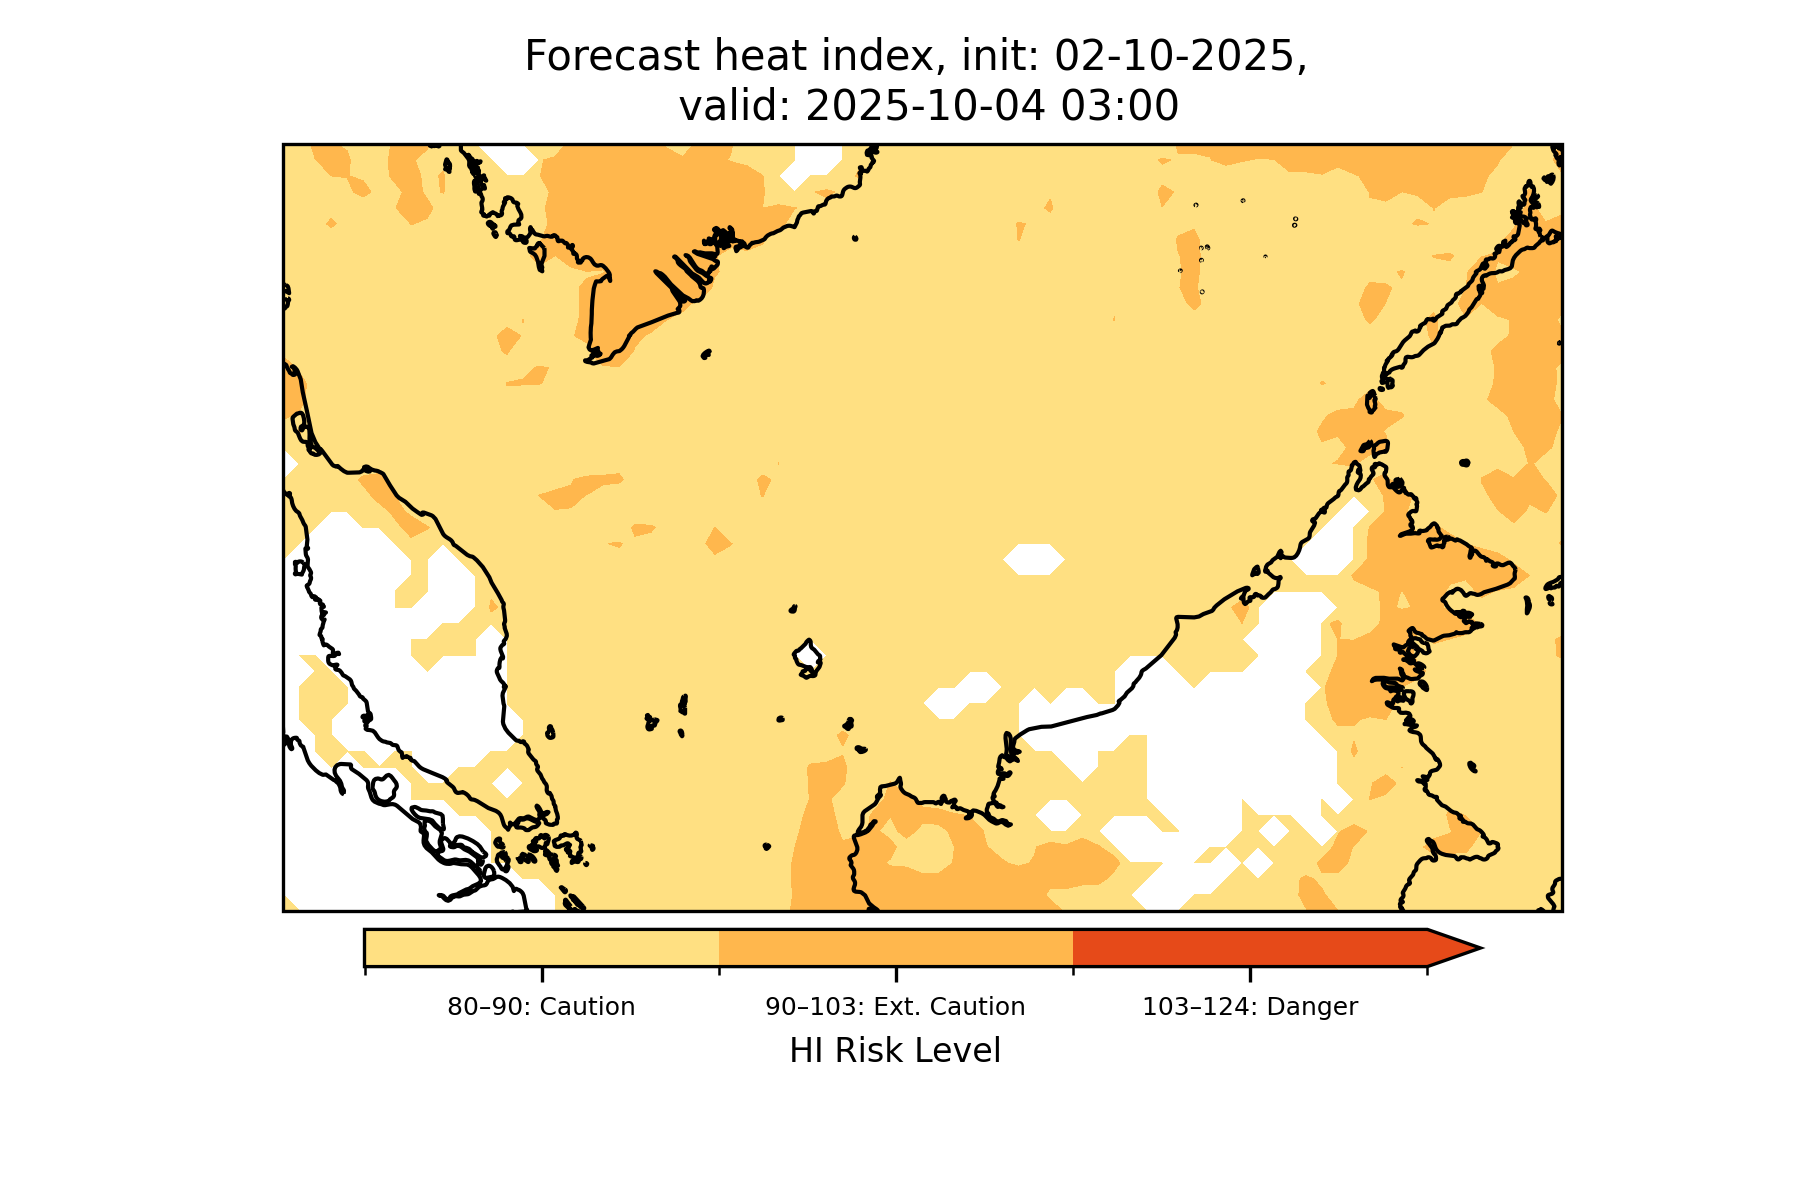 Forecast heat index, init: 02-10-2025,
valid: 2025-10-04 03:00
80–90: Caution
90–103: Ext. Caution
103–124: Danger
HI Risk Level